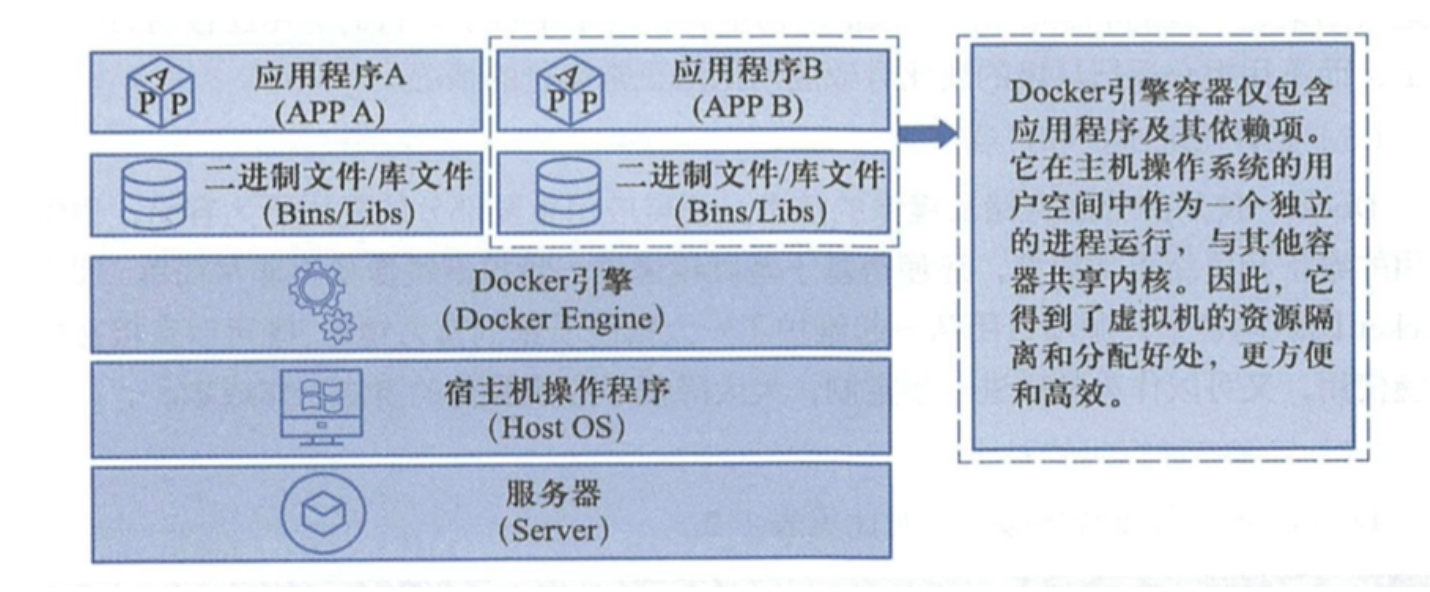 应用程序A
(APP A)
应用程序B
(APP B)
二进制文件/库文件
(Bins/Libs)
二进制文件/库文件
(Bins/Libs)
Docker引擎
(Docker Engine)
宿主机操作程序
(Host OS)
服务器
(Server)
Docker引擎容器仅包含
应用程序及其依赖项。
它在主机操作系统的用
户空间中作为一个独立
的进程运行，与其他容
器共享内核。因此，它
得到了虚拟机的资源隔
离和分配好处，更方便
和高效。
A
P
P
A
P
P